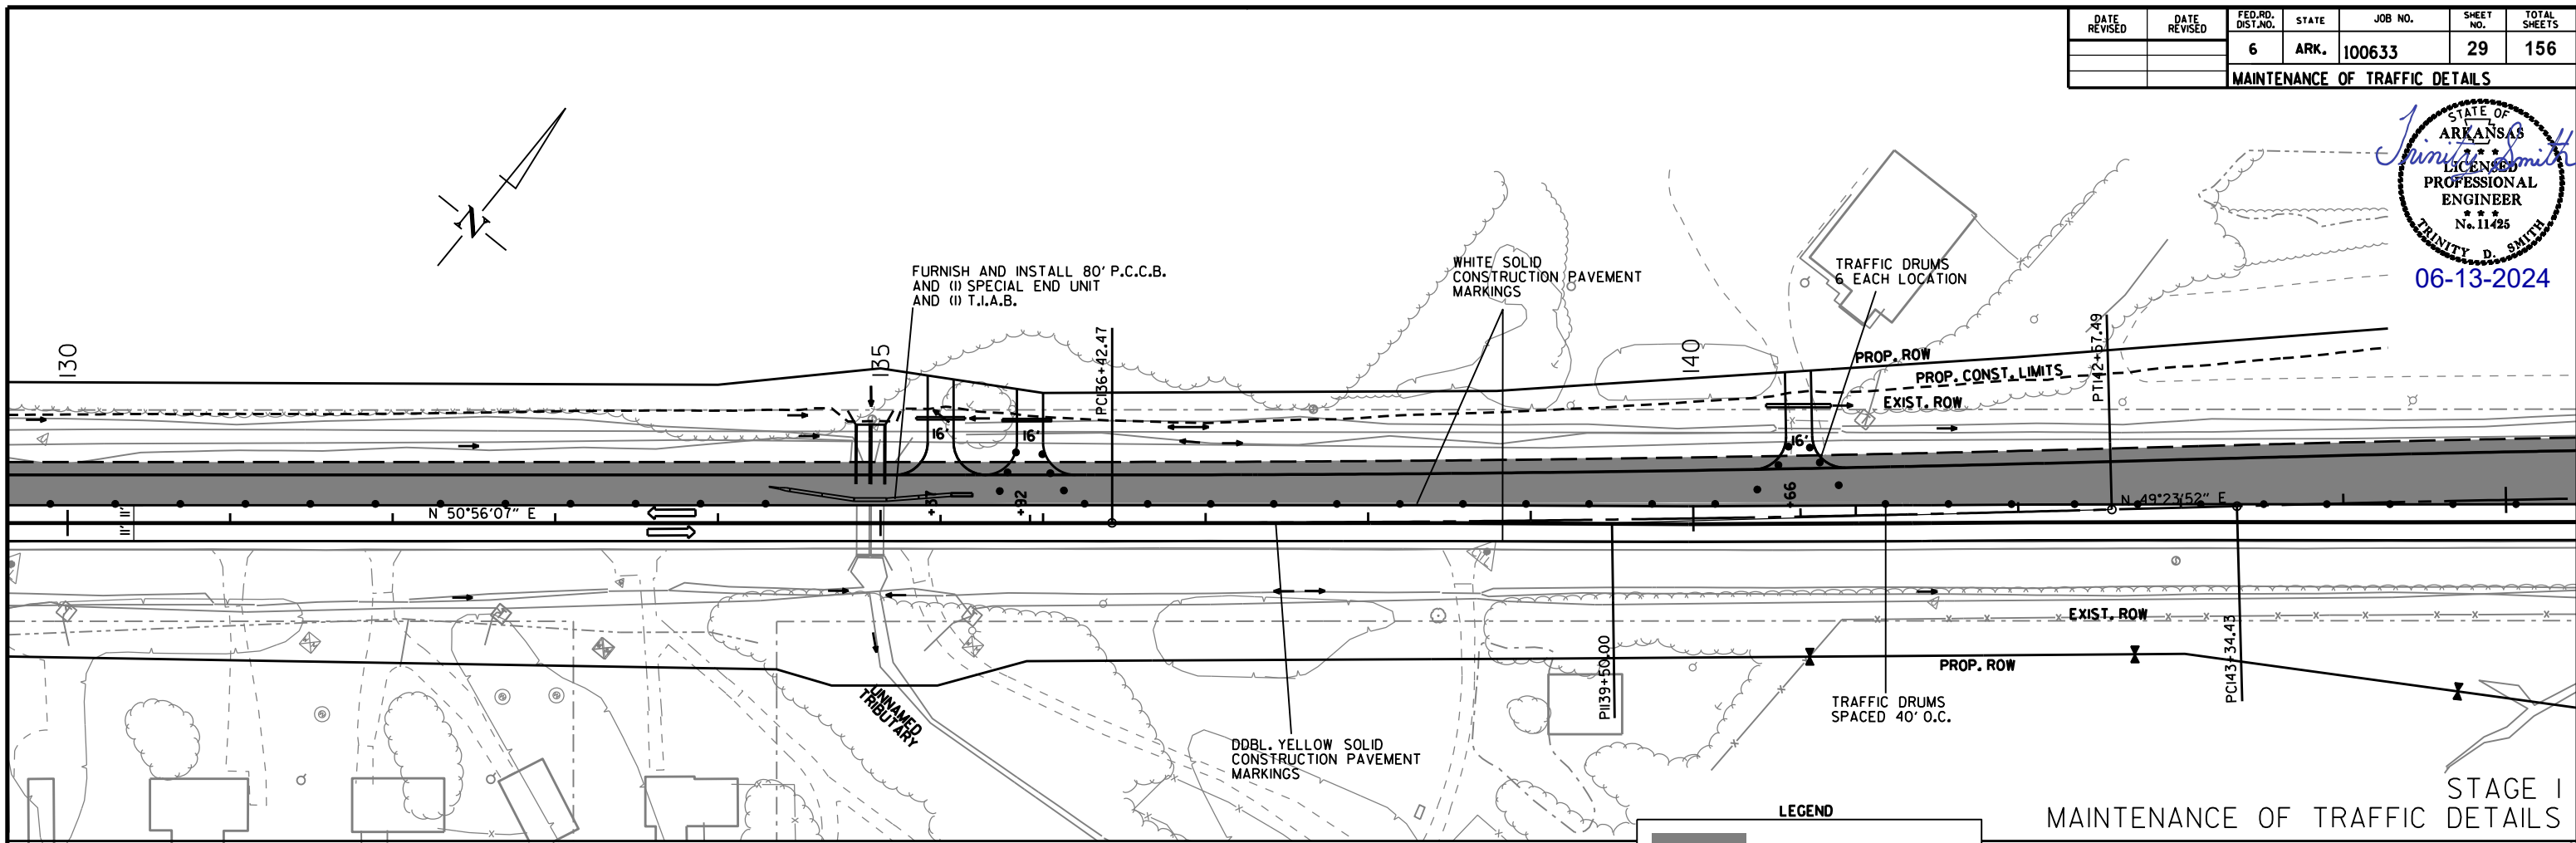 DATE REVISED
DATE REVISED
FED.RD. DIST.NO.
STATE
JOB NO.
SHEET NO.
TOTAL SHEETS
6
ARK.
100633
29
156
MAINTENANCE OF TRAFFIC DETAILS
STATE OF
ARKANSAS
LICENSED
PROFESSIONAL
ENGINEER
No. 11425
TRINITY D. SMITH
Trinity Smith
06-13-2024
N
FURNISH AND INSTALL 80' P.C.C.B.
AND (1) SPECIAL END UNIT
AND (1) T.I.A.B.
WHITE SOLID
CONSTRUCTION PAVEMENT
MARKINGS
TRAFFIC DRUMS
6 EACH LOCATION
130
135
PC136+42.47
140
PT142+57.49
PROP. ROW
PROP. CONST. LIMITS
EXIST. ROW
16'
16'
16'
+37
+92
+66
N 50°56'07" E
N 49°23'52" E
11' 11'
EXIST. ROW
PROP. ROW
PI139+50.00
PC143+34.43
UNNAMED
TRIBUTARY
TRAFFIC DRUMS
SPACED 40' O.C.
DDBL. YELLOW SOLID
CONSTRUCTION PAVEMENT
MARKINGS
LEGEND
STAGE 1
MAINTENANCE OF TRAFFIC DETAILS